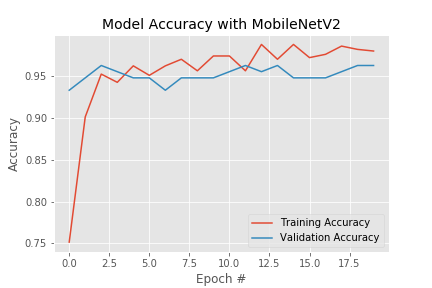 Model Accuracy with MobileNetV2
Accuracy
0.95
0.90
0.85
0.80
0.75
Training Accuracy
Validation Accuracy
0.0 2.5 5.0 7.5 10.0 12.5 15.0 17.5
Epoch #